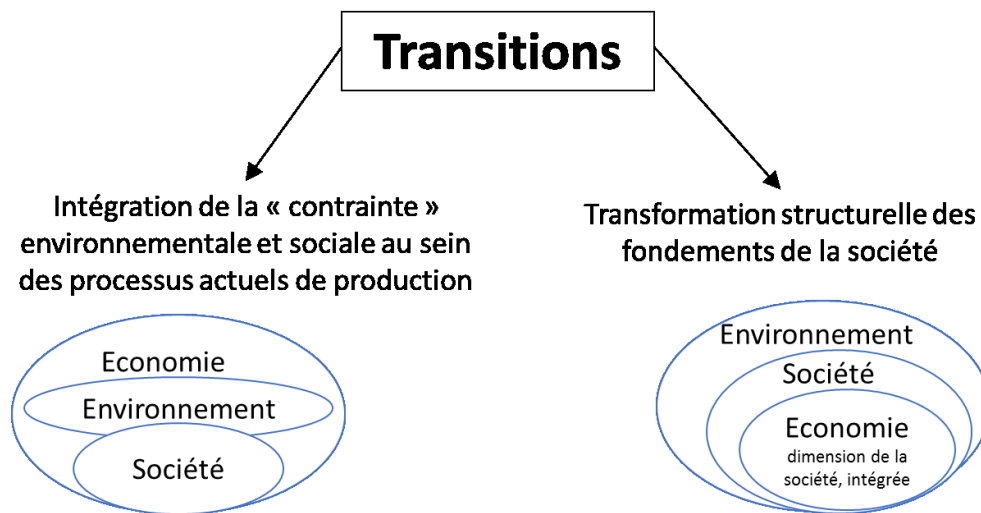 Transitions
Intégration de la « contrainte »
environnementale et sociale au sein
des processus actuels de production
Transformation structurelle des
fondements de la société
Economie
Environnement
Société
Environnement
Société
Economie
dimension de la
société, intégrée